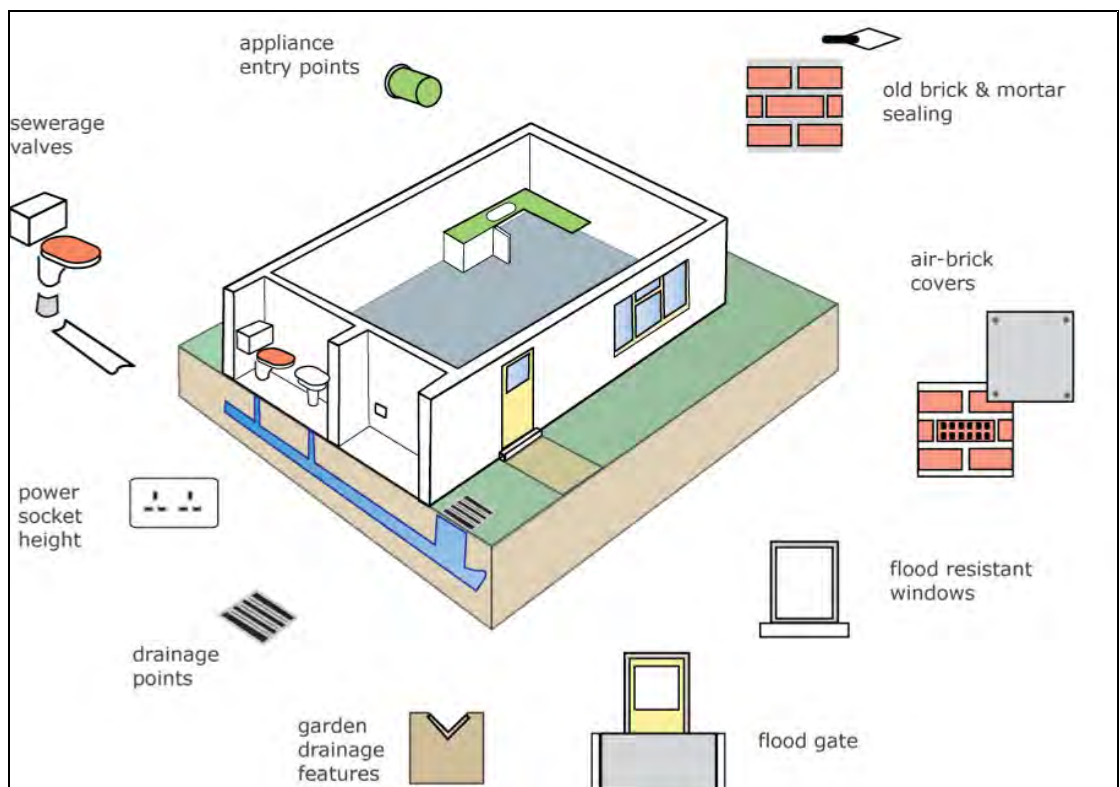 appliance
entry points
old brick & mortar
sealing
sewerage
valves
air-brick
covers
power
socket
height
flood resistant
windows
drainage
points
garden
drainage
features
flood gate